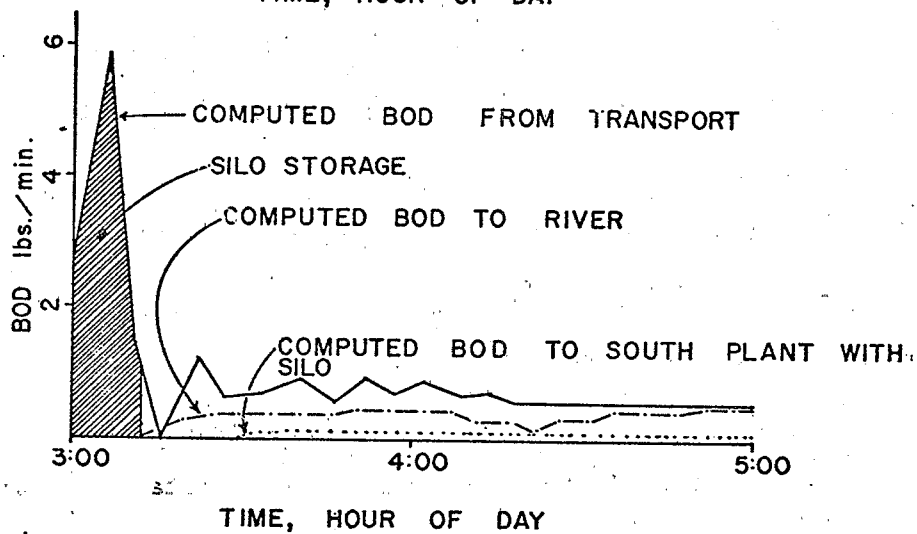 TIME, HOUR OF DAY
6
COMPUTED BOD FROM TRANSPORT
4
SILO STORAGE
COMPUTED BOD TO RIVER
BOD lbs./min.
2
COMPUTED BOD TO SOUTH PLANT WITH
SILO
3:00
4:00
5:00
TIME, HOUR OF DAY